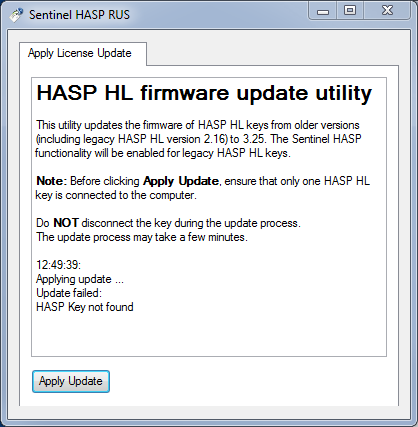 Sentinel HASP RUS
Apply License Update
HASP HL firmware update utility
This utility updates the firmware of HASP HL keys from older versions
(including legacy HASP HL version 2.16) to 3.25. The Sentinel HASP
functionality will be enabled for legacy HASP HL keys.
Note: Before clicking Apply Update, ensure that only one HASP HL
key is connected to the computer.
Do NOT disconnect the key during the update process.
The update process may take a few minutes.
12:49:39:
Applying update ...
Update failed:
HASP Key not found
Apply Update